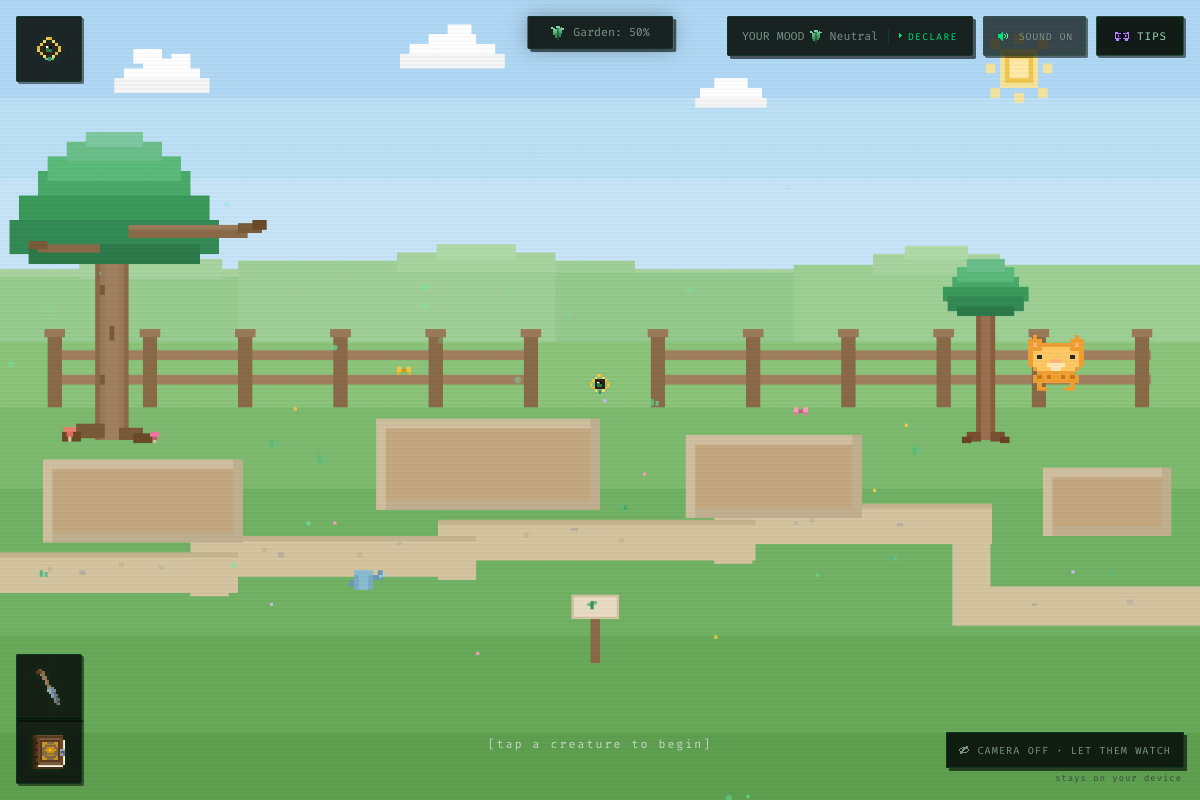 Garden: 50%
YOUR MOOD Neutral DECLARE
SOUND ON
TIPS
[tap a creature to begin]
CAMERA OFF · LET THEM WATCH
stays on your device